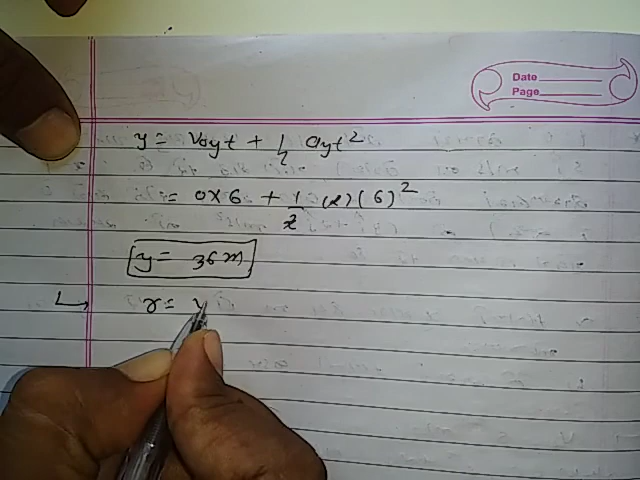 Date
Page
y = V0yt + 1/2 ayt²
= 0×6 + 1/2 (2)(6)²
y = 36m
↳ r =